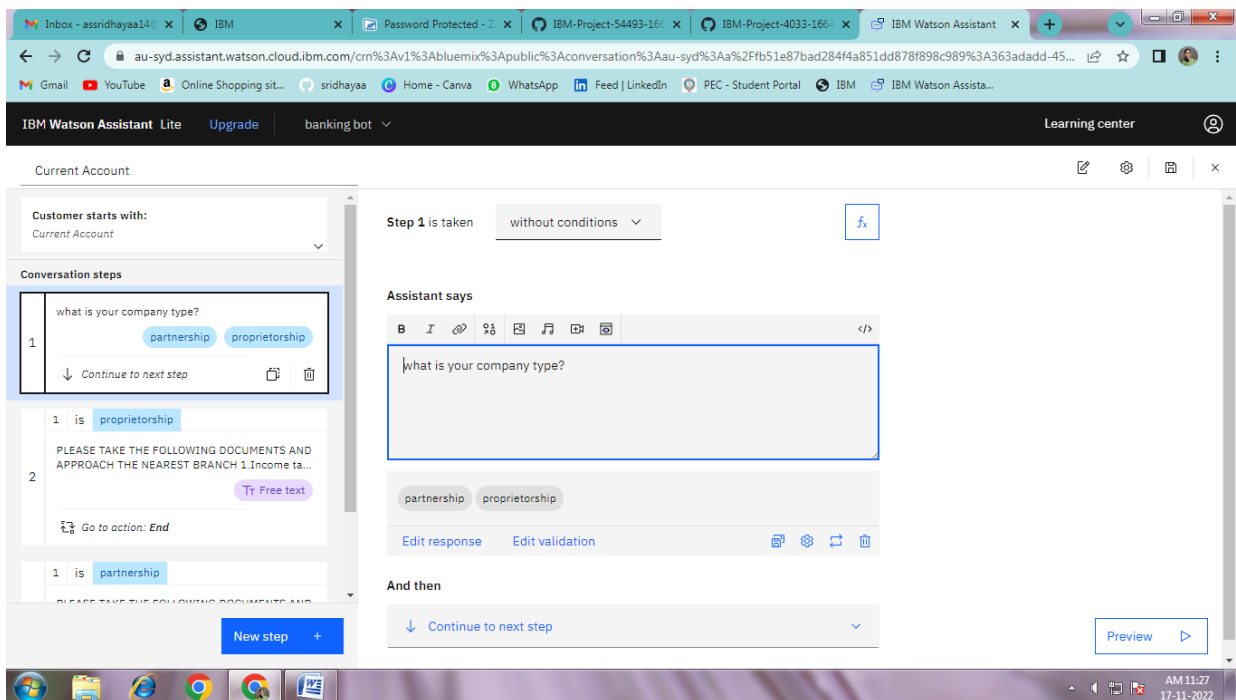 Inbox - assridhayaa14@
IBM
Password Protected - Z
IBM-Project-54493-166
IBM-Project-4033-1664
IBM Watson Assistant
au-syd.assistant.watson.cloud.ibm.com/crn%3Av1%3Abluemix%3Apublic%3Aconversation%3Aau-syd%3Aa%2Ffb51e87bad284f4a851dd878f898c989%3A363adadd-45...
Gmail
YouTube
Online Shopping sit...
sridhayaa
Home - Canva
WhatsApp
Feed | LinkedIn
PEC - Student Portal
IBM
IBM Watson Assista...
IBM Watson Assistant Lite
Upgrade
banking bot
Learning center
Current Account
Customer starts with:
Current Account
Conversation steps
1
what is your company type?
partnership proprietorship
Continue to next step
1 is proprietorship
2
PLEASE TAKE THE FOLLOWING DOCUMENTS AND
APPROACH THE NEAREST BRANCH 1.Income ta...
Free text
Go to action: End
1 is partnership
PLEASE TAKE THE FOLLOWING DOCUMENTS AND
New step +
Step 1 is taken
without conditions
fx
Assistant says
B I
</>
what is your company type?
partnership proprietorship
Edit response
Edit validation
And then
Continue to next step
Preview
AM 11:27
17-11-2022